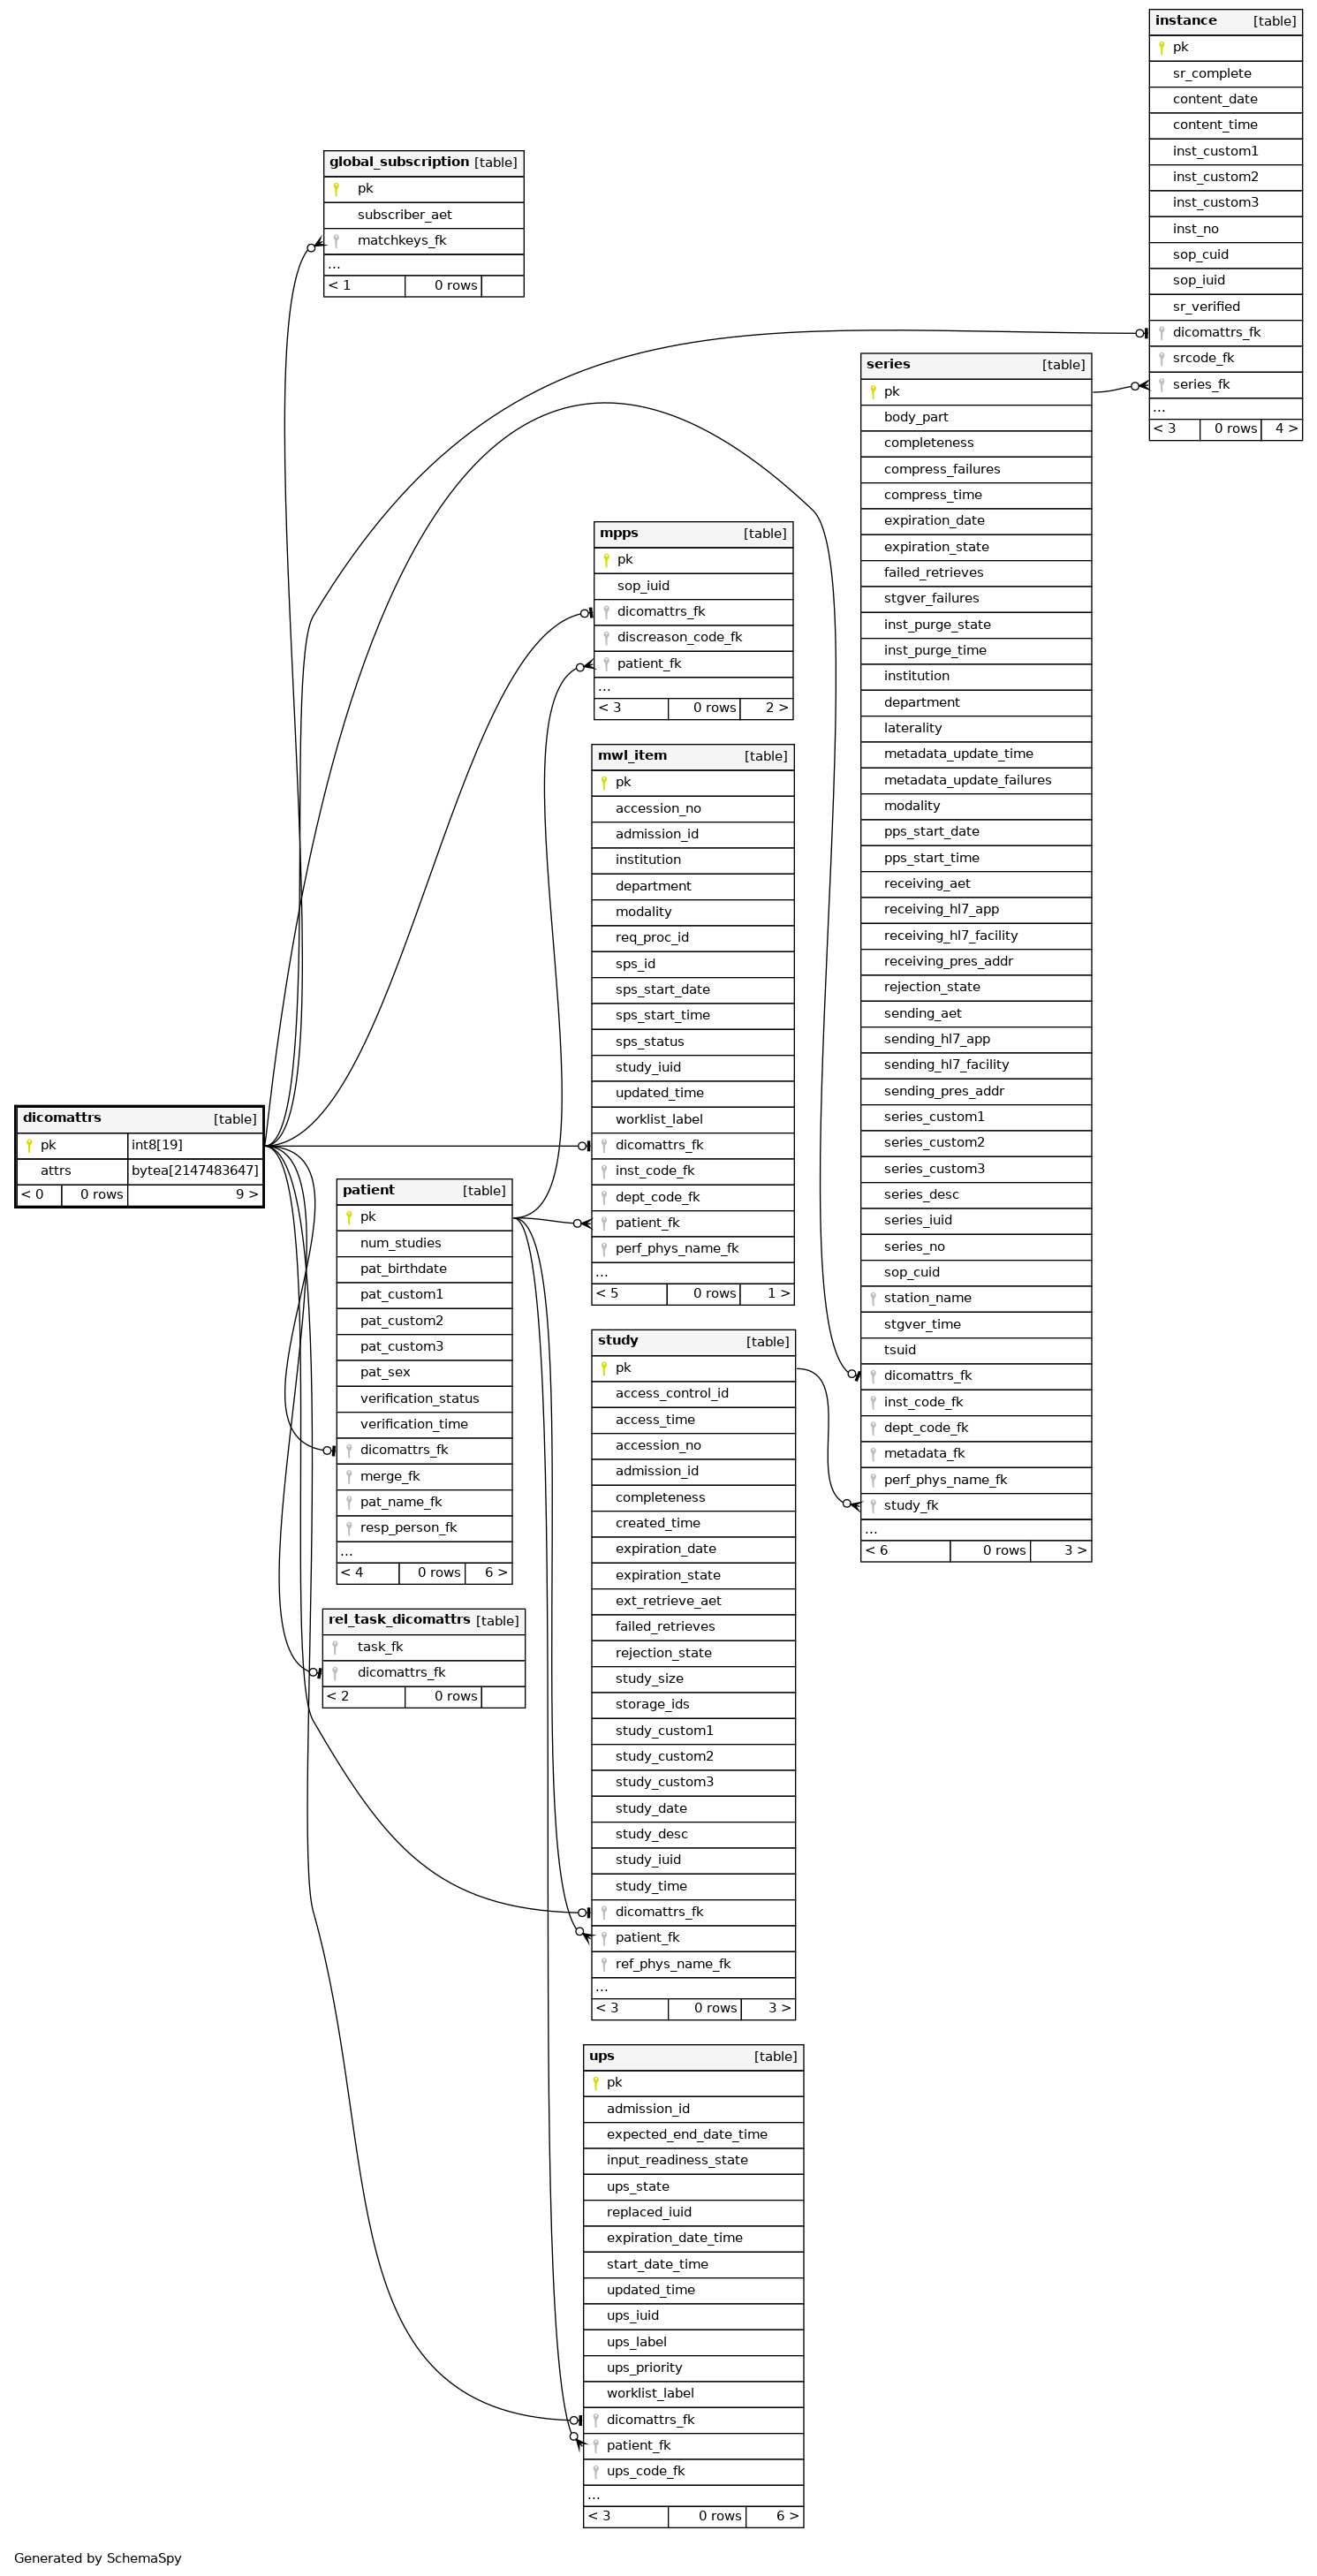 instance [table]
pk
sr_complete
content_date
content_time
inst_custom1
inst_custom2
inst_custom3
inst_no
sop_cuid
sop_iuid
sr_verified
dicomattrs_fk
srcode_fk
series_fk
...
< 3 0 rows 4 >
global_subscription [table]
pk
subscriber_aet
matchkeys_fk
...
< 1 0 rows
series [table]
pk
body_part
completeness
compress_failures
compress_time
expiration_date
expiration_state
failed_retrieves
stgver_failures
inst_purge_state
inst_purge_time
institution
department
laterality
metadata_update_time
metadata_update_failures
modality
pps_start_date
pps_start_time
receiving_aet
receiving_hl7_app
receiving_hl7_facility
receiving_pres_addr
rejection_state
sending_aet
sending_hl7_app
sending_hl7_facility
sending_pres_addr
series_custom1
series_custom2
series_custom3
series_desc
series_iuid
series_no
sop_cuid
station_name
stgver_time
tsuid
dicomattrs_fk
inst_code_fk
dept_code_fk
metadata_fk
perf_phys_name_fk
study_fk
...
< 6 0 rows 3 >
mpps [table]
pk
sop_iuid
dicomattrs_fk
discreason_code_fk
patient_fk
...
< 3 0 rows 2 >
mwl_item [table]
pk
accession_no
admission_id
institution
department
modality
req_proc_id
sps_id
sps_start_date
sps_start_time
sps_status
study_iuid
updated_time
worklist_label
dicomattrs_fk
inst_code_fk
dept_code_fk
patient_fk
perf_phys_name_fk
...
< 5 0 rows 1 >
dicomattrs [table]
pk int8[19]
attrs bytea[2147483647]
< 0 0 rows 9 >
patient [table]
pk
num_studies
pat_birthdate
pat_custom1
pat_custom2
pat_custom3
pat_sex
verification_status
verification_time
dicomattrs_fk
merge_fk
pat_name_fk
resp_person_fk
...
< 4 0 rows 6 >
study [table]
pk
access_control_id
access_time
accession_no
admission_id
completeness
created_time
expiration_date
expiration_state
ext_retrieve_aet
failed_retrieves
rejection_state
study_size
storage_ids
study_custom1
study_custom2
study_custom3
study_date
study_desc
study_iuid
study_time
dicomattrs_fk
patient_fk
ref_phys_name_fk
...
< 3 0 rows 3 >
rel_task_dicomattrs [table]
task_fk
dicomattrs_fk
< 2 0 rows
ups [table]
pk
admission_id
expected_end_date_time
input_readiness_state
ups_state
replaced_iuid
expiration_date_time
start_date_time
updated_time
ups_iuid
ups_label
ups_priority
worklist_label
dicomattrs_fk
patient_fk
ups_code_fk
...
< 3 0 rows 6 >
Generated by SchemaSpy